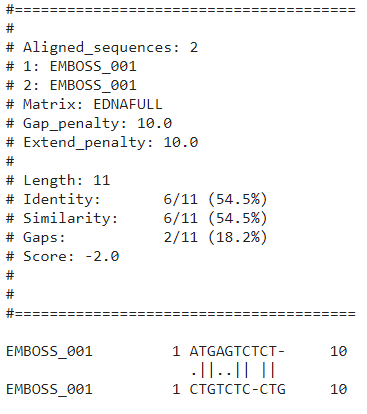 #=======================================
#
# Aligned_sequences: 2
# 1: EMBOSS_001
# 2: EMBOSS_001
# Matrix: EDNAFULL
# Gap_penalty: 10.0
# Extend_penalty: 10.0
#
# Length: 11
# Identity:       6/11 (54.5%)
# Similarity:     6/11 (54.5%)
# Gaps:           2/11 (18.2%)
# Score: -2.0
#
#
#=======================================
EMBOSS_001         1 ATGAGTCTCT-     10
                     .||..|| ||
EMBOSS_001         1 CTGTCTC-CTG     10